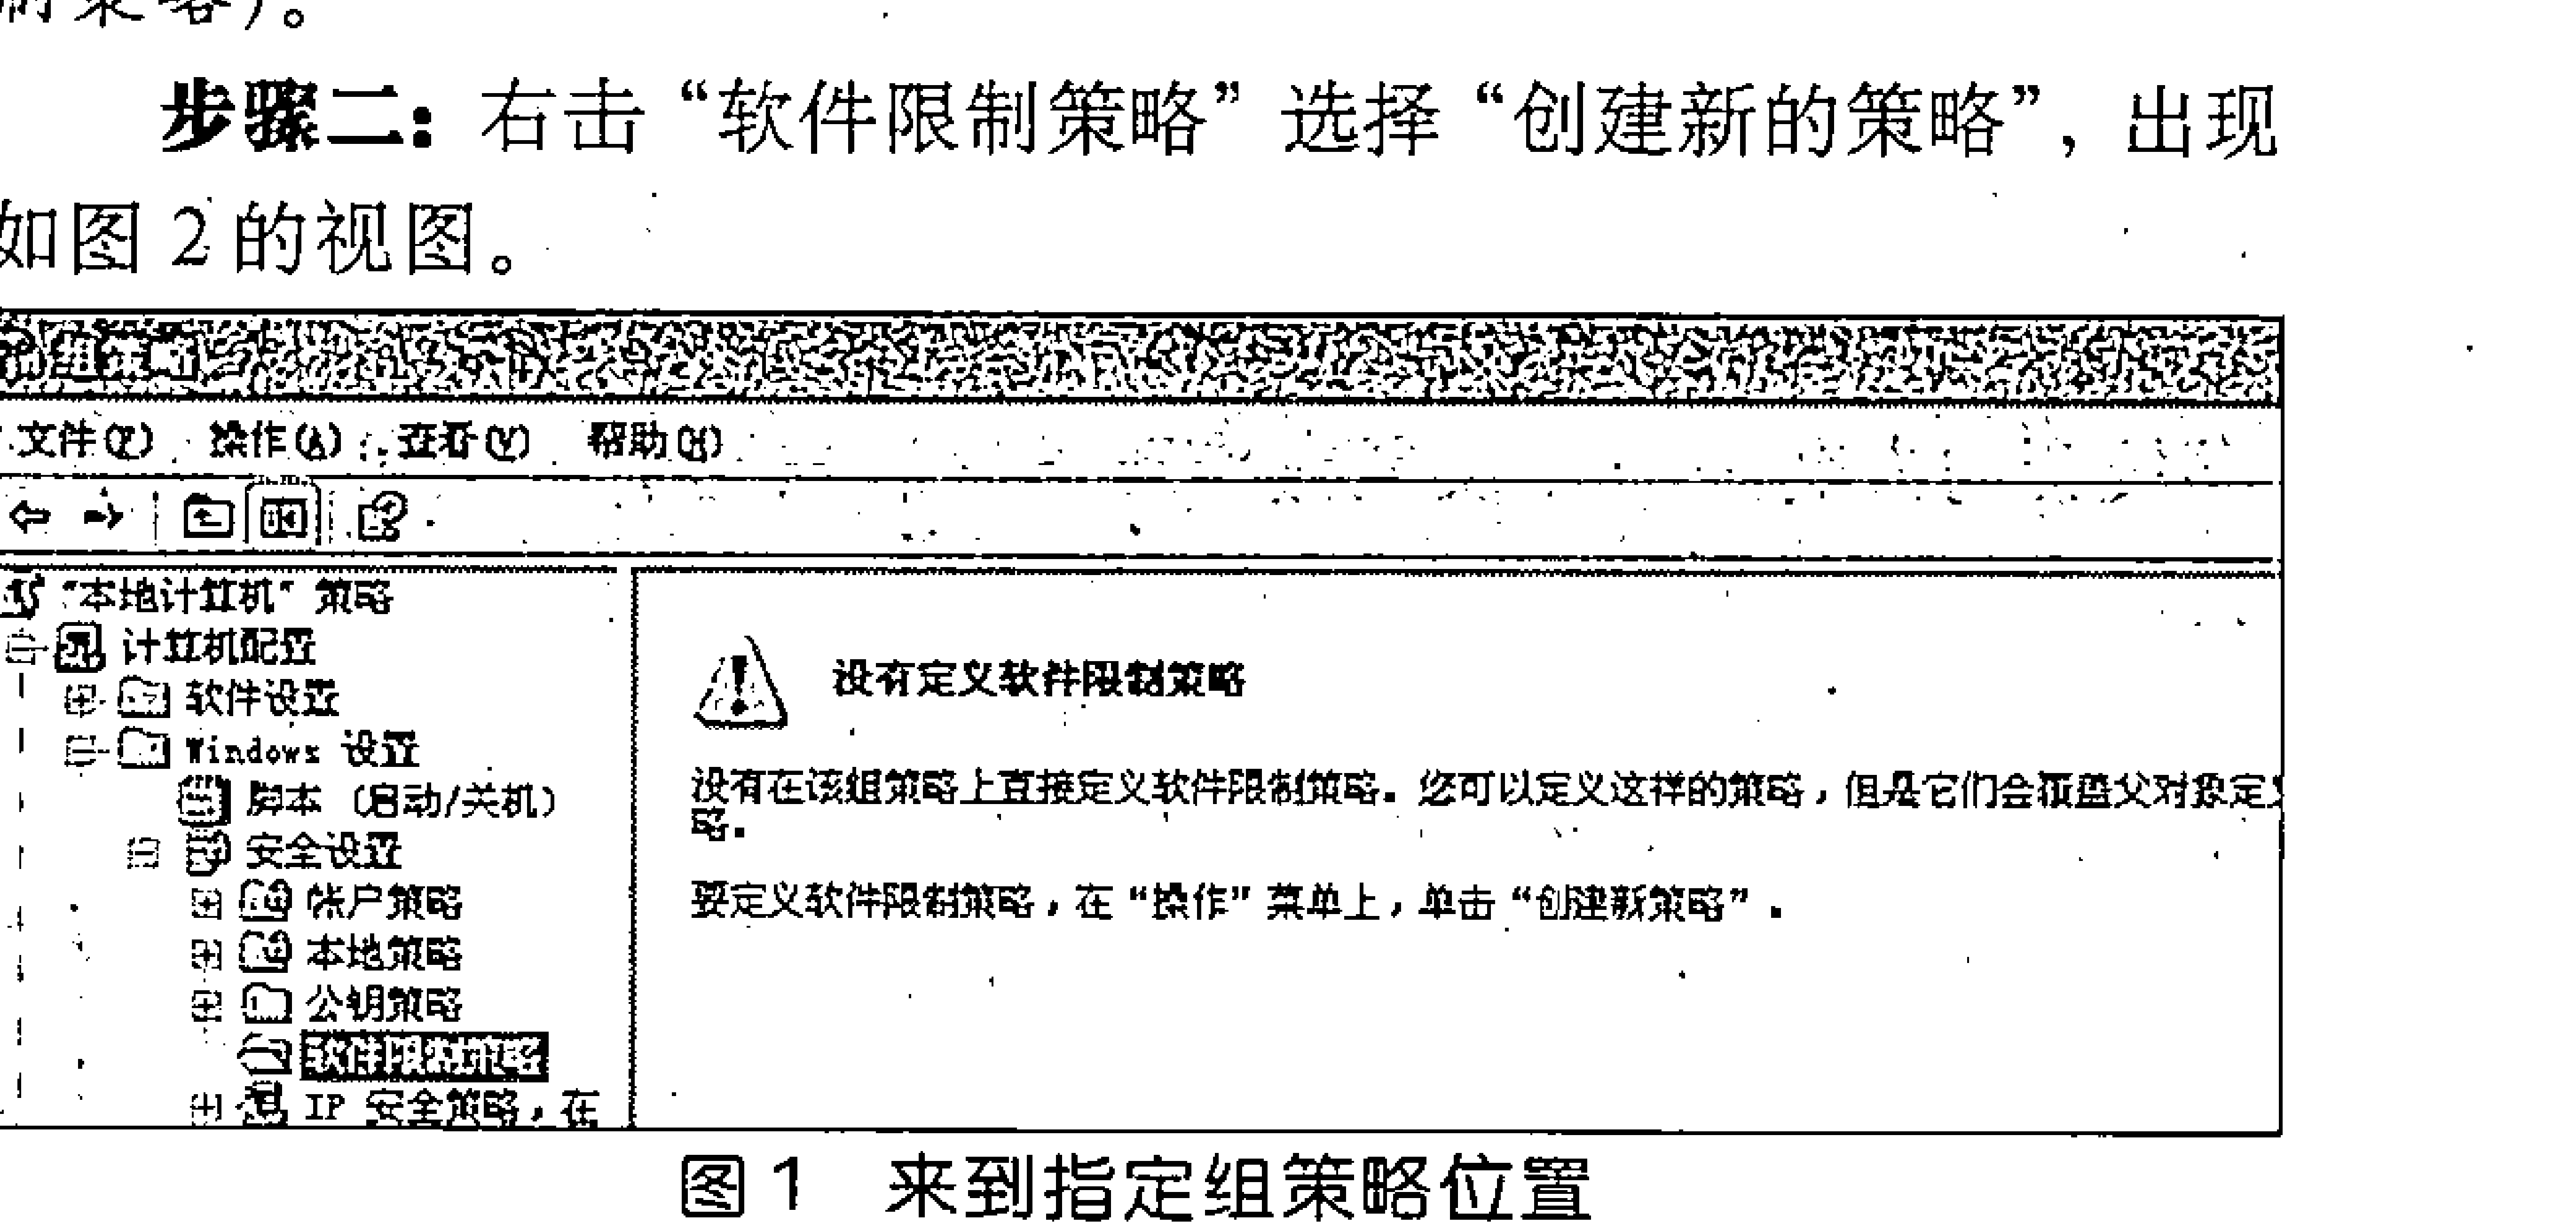 制策略)。
步骤二：右击“软件限制策略”选择“创建新的策略”，出现
如图 2 的视图。
组策略
文件(F) 操作(A) 查看(V) 帮助(H)
“本地计算机”策略
计算机配置
软件设置
Windows 设置
脚本 (启动/关机)
安全设置
帐户策略
本地策略
公钥策略
软件限制策略
IP 安全策略，在
没有定义软件限制策略
没有在该组策略上直接定义软件限制策略。您可以定义这样的策略，但是它们会覆盖父对象定义
略。
要定义软件限制策略，在“操作”菜单上，单击“创建新策略”。
图 1 来到指定组策略位置